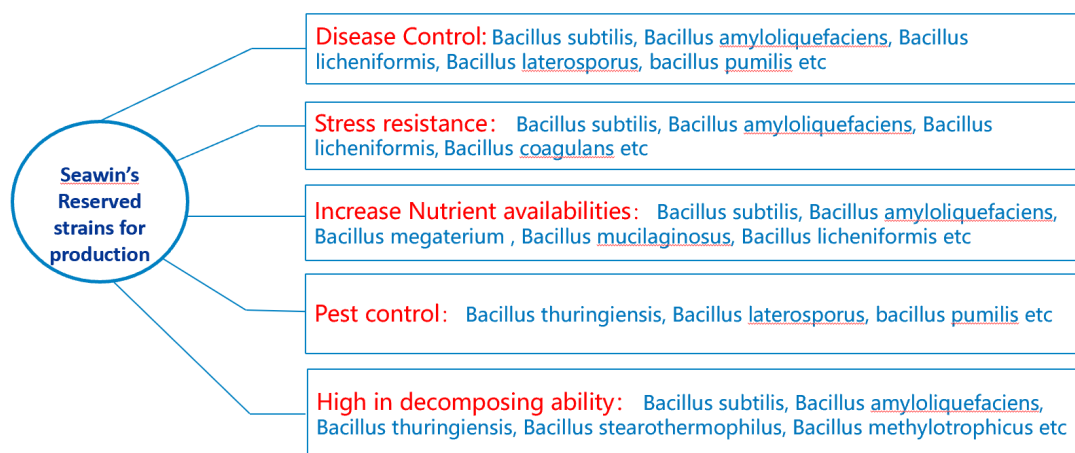 Seawin's
Reserved
strains for
production
Disease Control: Bacillus subtilis, Bacillus amyloliquefaciens, Bacillus
licheniformis, Bacillus laterosporus, bacillus pumilis etc
Stress resistance: Bacillus subtilis, Bacillus amyloliquefaciens, Bacillus
licheniformis, Bacillus coagulans etc
Increase Nutrient availabilities: Bacillus subtilis, Bacillus amyloliquefaciens,
Bacillus megaterium , Bacillus mucilaginosus, Bacillus licheniformis etc
Pest control: Bacillus thuringiensis, Bacillus laterosporus, bacillus pumilis etc
High in decomposing ability: Bacillus subtilis, Bacillus amyloliquefaciens,
Bacillus thuringiensis, Bacillus stearothermophilus, Bacillus methylotrophicus etc